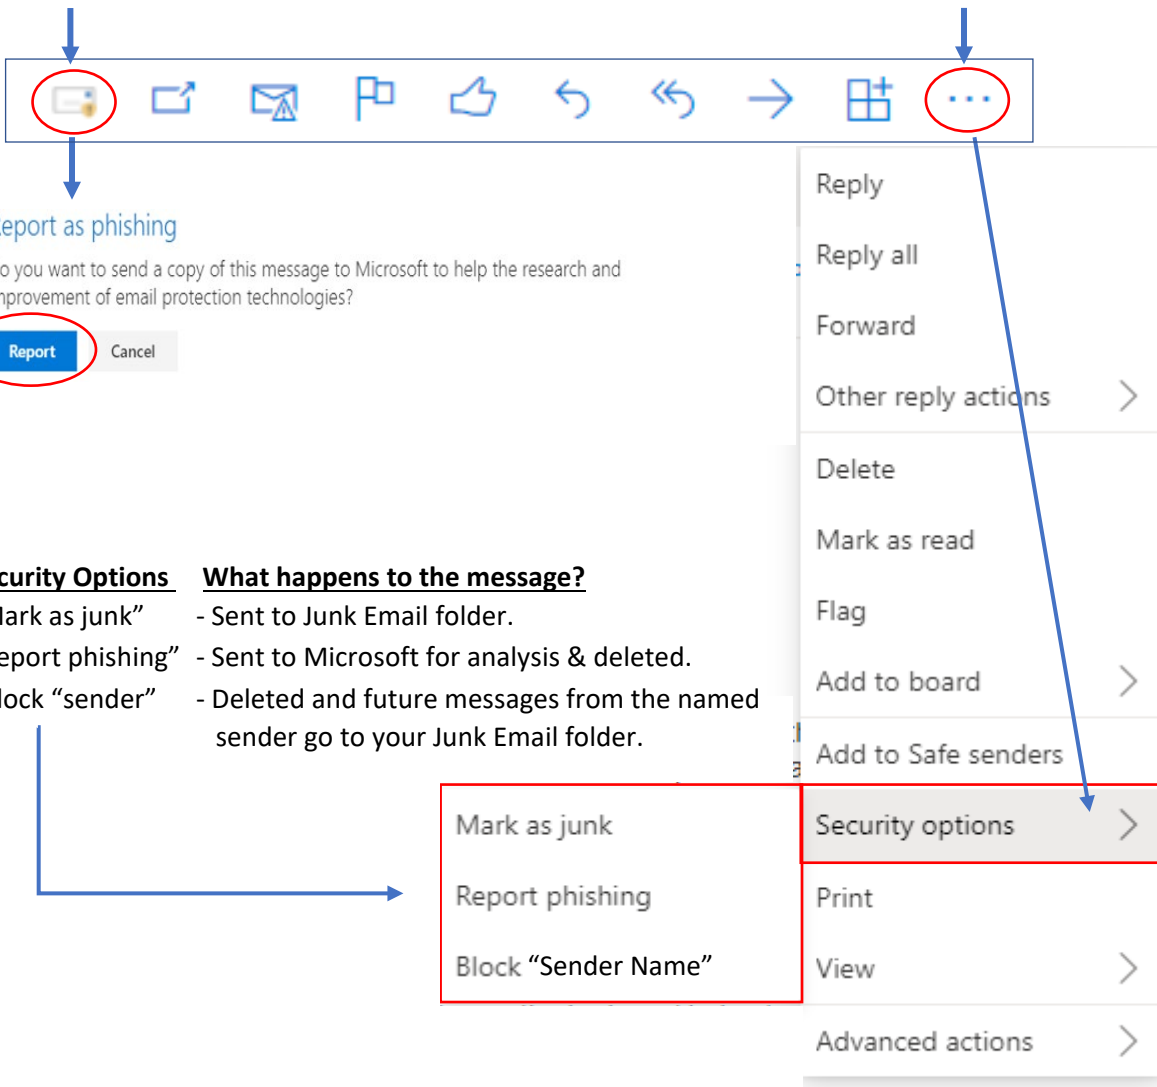 eport as phishing
o you want to send a copy of this message to Microsoft to help the research and
mprovement of email protection technologies?
Report
Cancel
curity Options What happens to the message?
Mark as junk” - Sent to Junk Email folder.
eport phishing” - Sent to Microsoft for analysis & deleted.
lock “sender” - Deleted and future messages from the named
sender go to your Junk Email folder.
Reply
Reply all
Forward
Other reply actions
Delete
Mark as read
Flag
Add to board
Add to Safe senders
Security options
Print
View
Advanced actions
Mark as junk
Report phishing
Block “Sender Name”